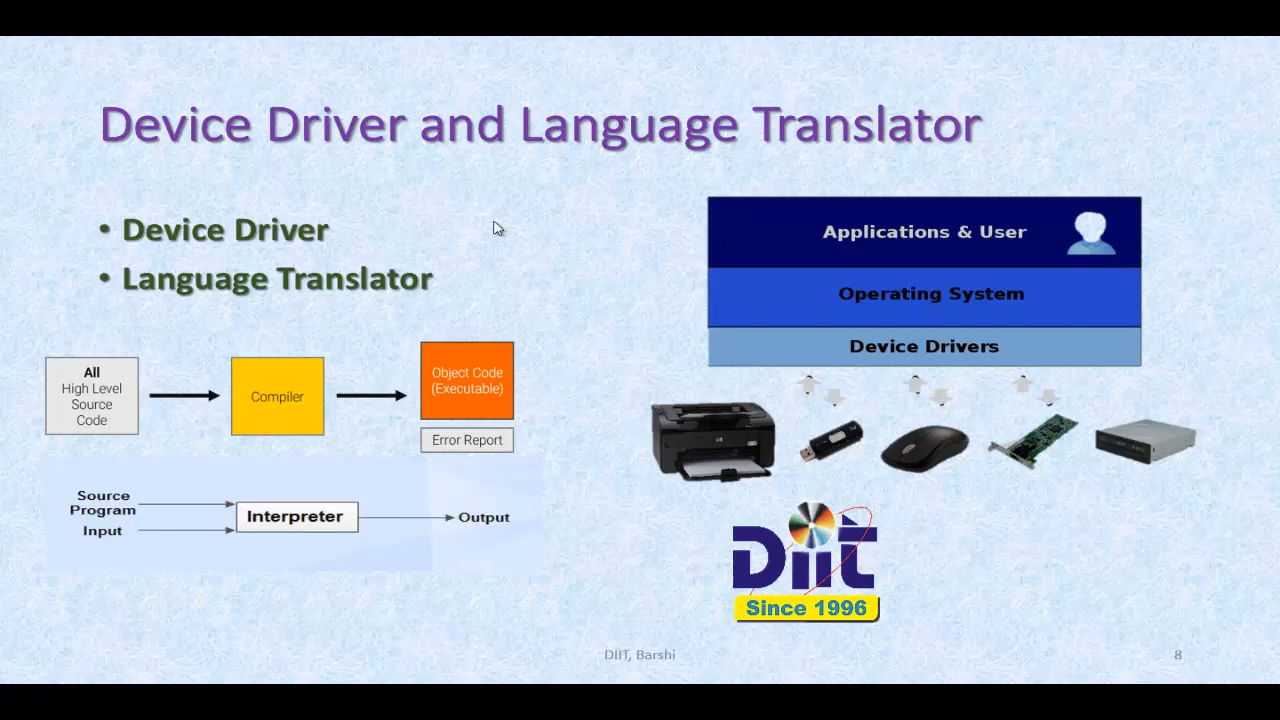 Device Driver and Language Translator
• Device Driver
• Language Translator
All
High Level
Source
Code
Compiler
Object Code
(Executable)
Error Report
Source
Program
Input
Interpreter
Output
Applications & User
Operating System
Device Drivers
DiiT
Since 1996
DIIT, Barshi
8